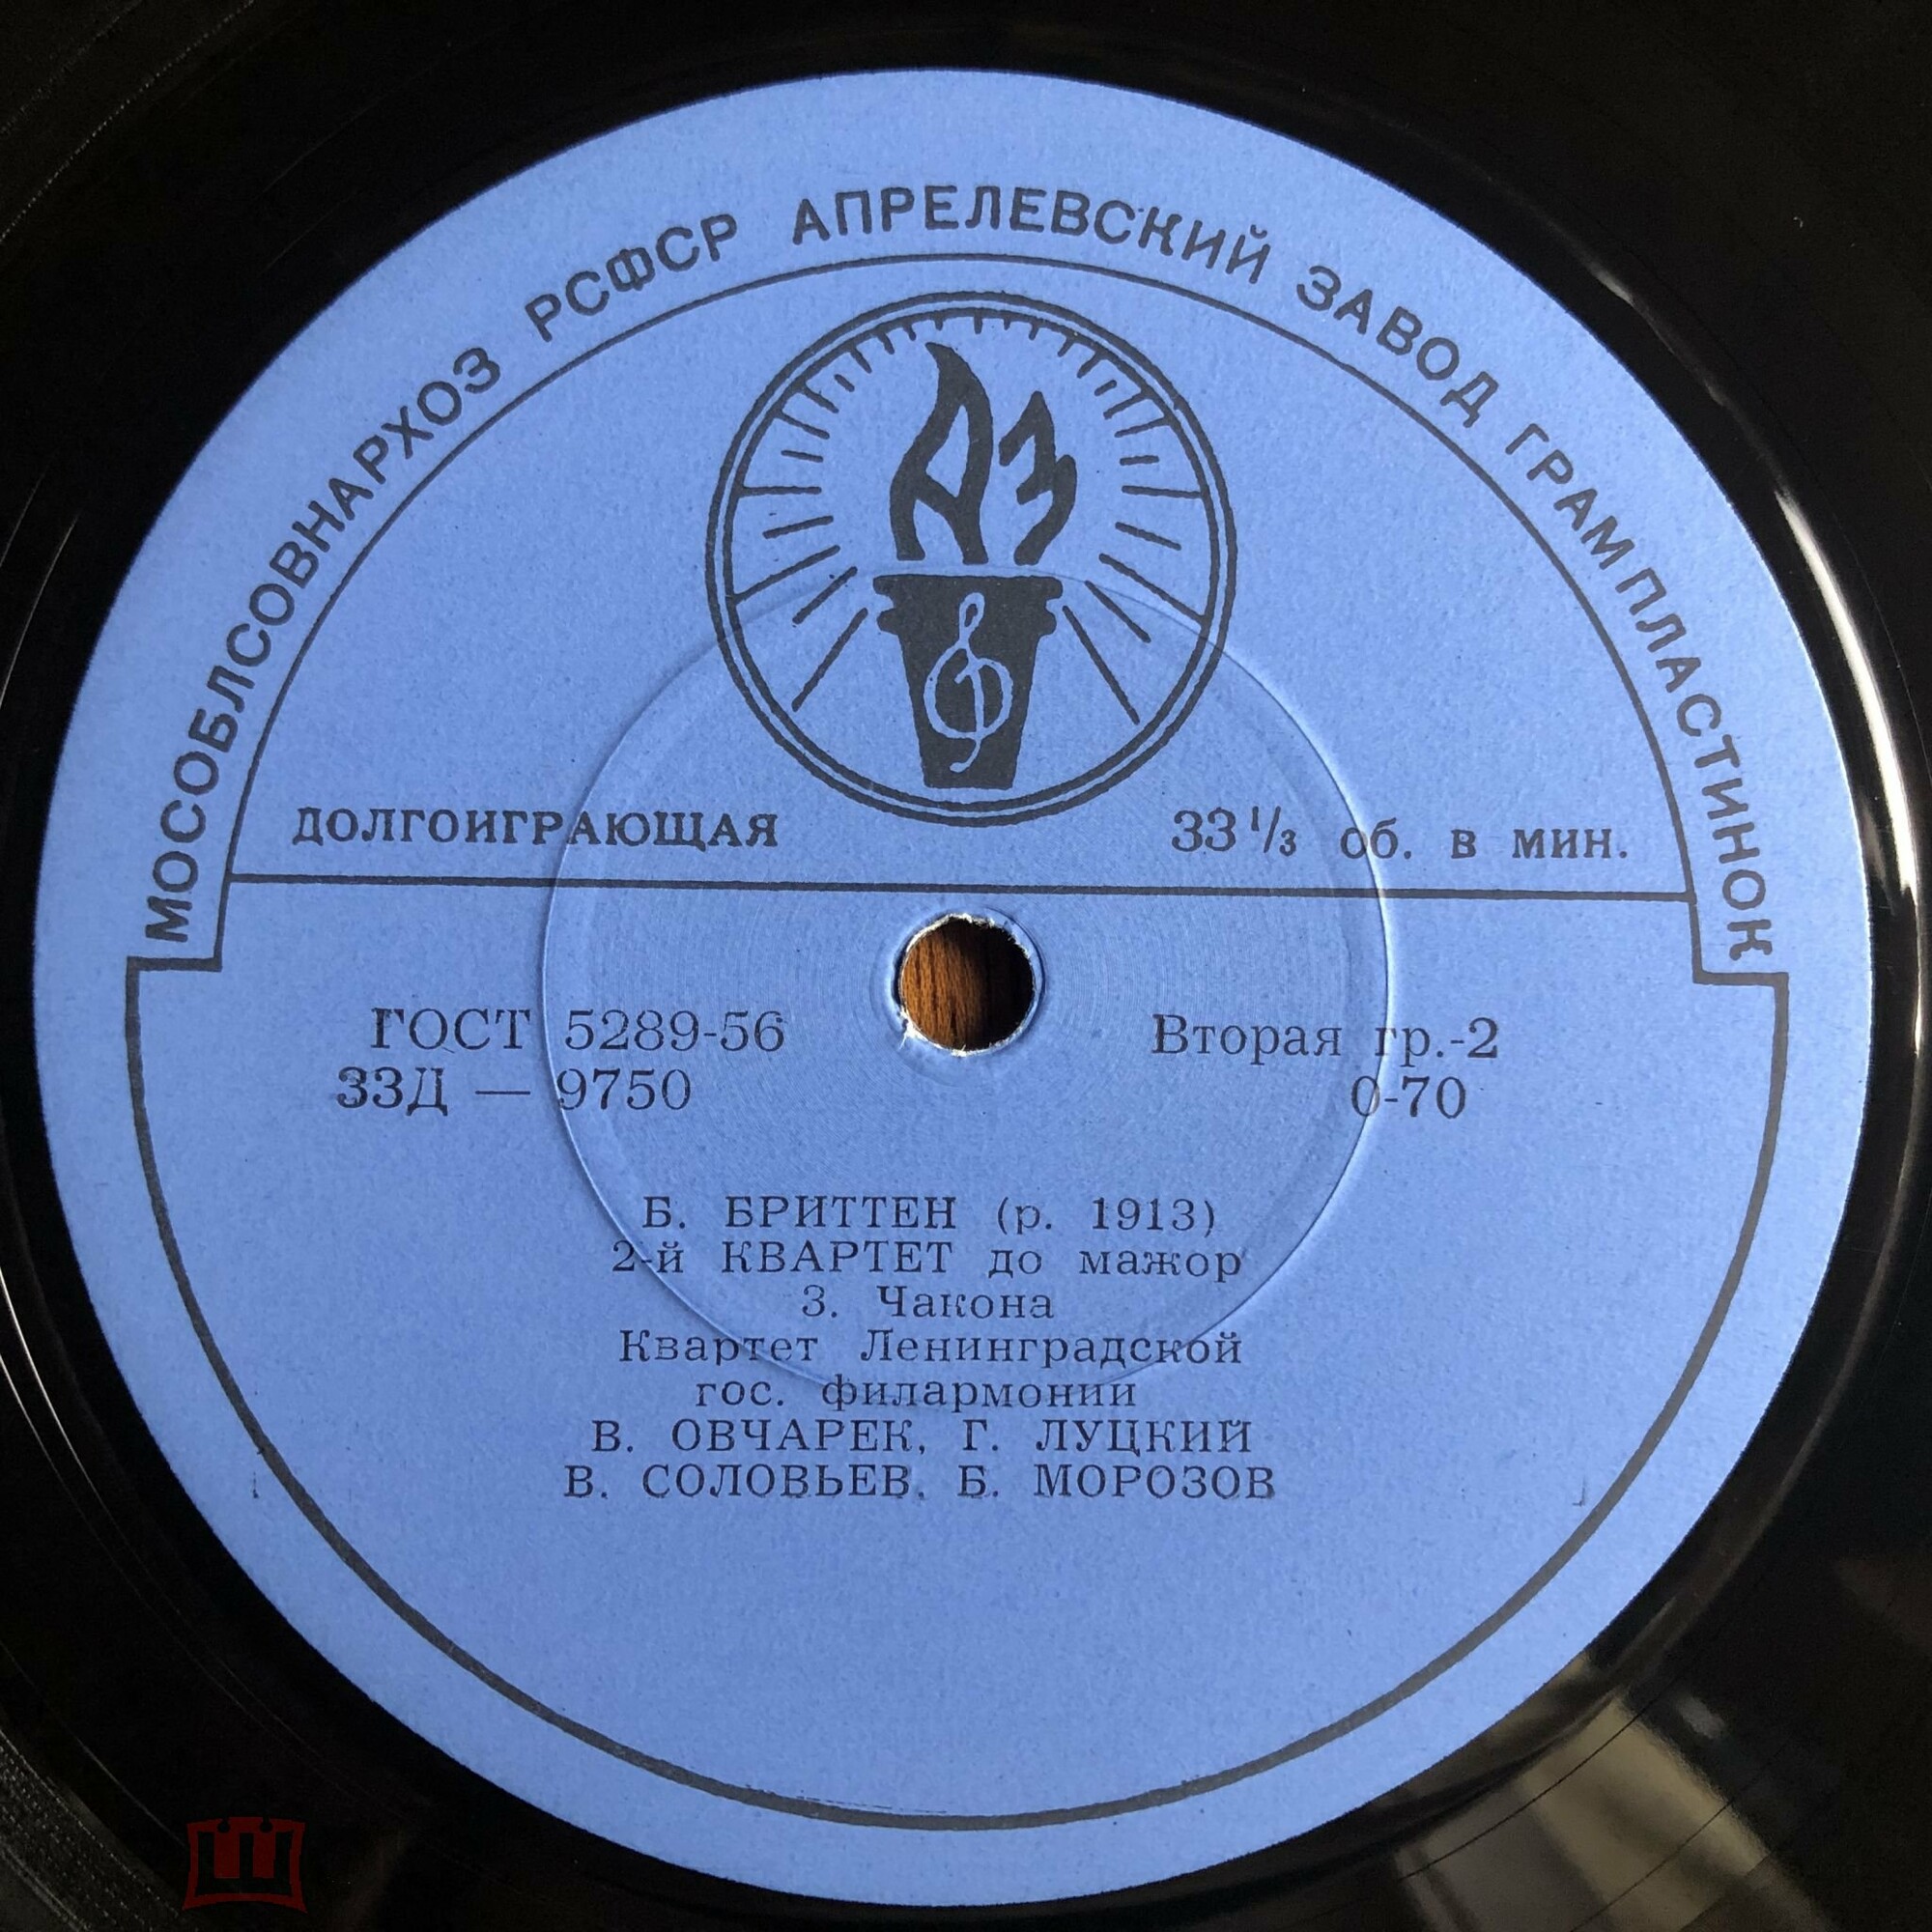 МОСОБЛСОВНАРХОЗ РСФСР АПРЕЛЕВСКИЙ ЗАВОД ГРАМПЛАСТИНОК
АЗ
ДОЛГОИГРАЮЩАЯ 33 1/3 об. в мин.
ГОСТ 5289-56 Вторая гр.-2
33Д — 9750 0-70
Б. БРИТТЕН (р. 1913)
2-й КВАРТЕТ до мажор
3. Чакона
Квартет Ленинградской
гос. филармонии
В. ОВЧАРЕК, Г. ЛУЦКИЙ
В. СОЛОВЬЕВ, Б. МОРОЗОВ